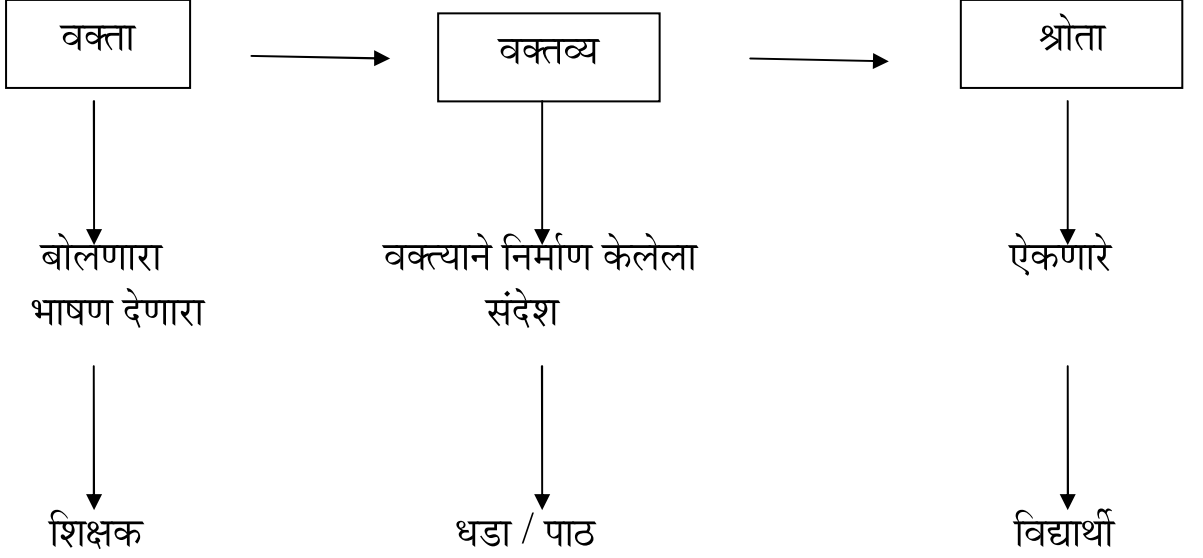 वक्ता
वक्तव्य
श्रोता
बोलणारा
भाषण देणारा
वक्त्याने निर्माण केलेला
संदेश
ऐकणारे
शिक्षक
धडा / पाठ
विद्यार्थी